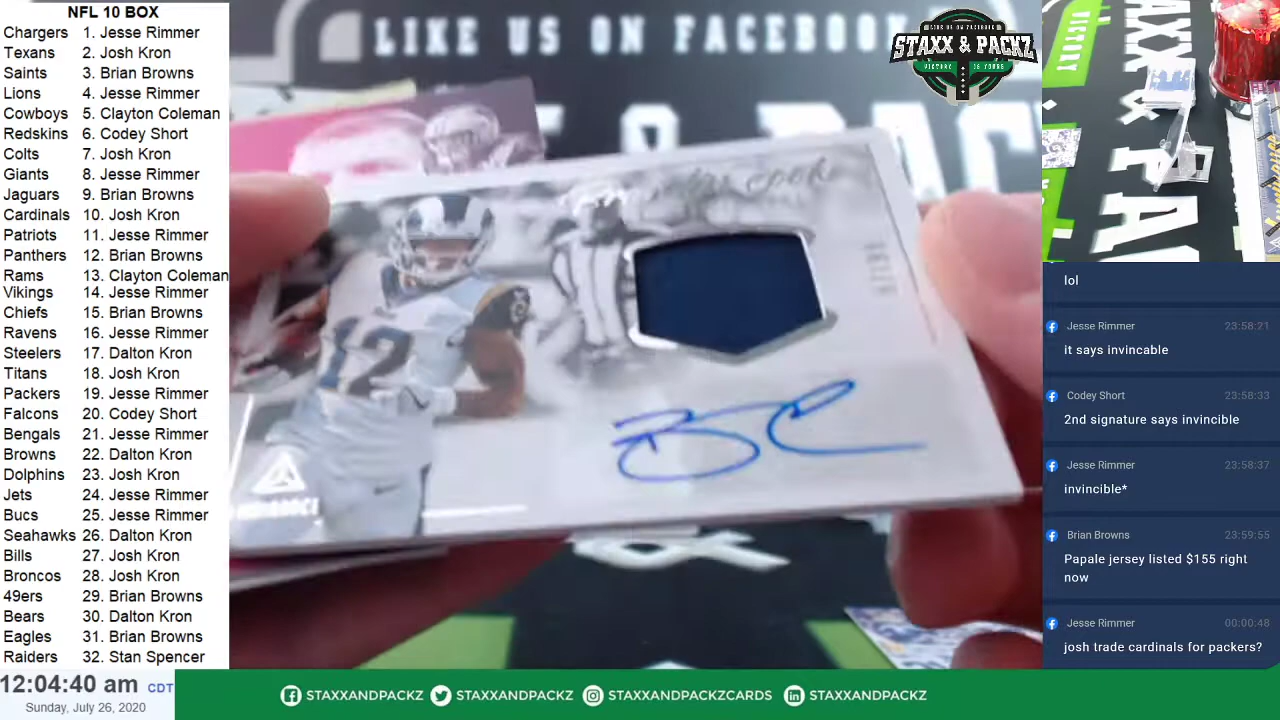 NFL 10 BOX
Chargers 1. Jesse Rimmer
Texans 2. Josh Kron
Saints 3. Brian Browns
Lions 4. Jesse Rimmer
Cowboys 5. Clayton Coleman
Redskins 6. Codey Short
Colts 7. Josh Kron
Giants 8. Jesse Rimmer
Jaguars 9. Brian Browns
Cardinals 10. Josh Kron
Patriots 11. Jesse Rimmer
Panthers 12. Brian Browns
Rams 13. Clayton Coleman
Vikings 14. Jesse Rimmer
Chiefs 15. Brian Browns
Ravens 16. Jesse Rimmer
Steelers 17. Dalton Kron
Titans 18. Josh Kron
Packers 19. Jesse Rimmer
Falcons 20. Codey Short
Bengals 21. Jesse Rimmer
Browns 22. Dalton Kron
Dolphins 23. Josh Kron
Jets 24. Jesse Rimmer
Bucs 25. Jesse Rimmer
Seahawks 26. Dalton Kron
Bills 27. Josh Kron
Broncos 28. Josh Kron
49ers 29. Brian Browns
Bears 30. Dalton Kron
Eagles 31. Brian Browns
Raiders 32. Stan Spencer
12:04:40 am CDT
Sunday, July 26, 2020
LIKE US ON FACEBOOK
LIKE US ON FACEBOOK
STAXX & PACKZ
VICTORY IS YOURS
cook
12
VICTORY
lol
Jesse Rimmer 23:58:21
it says invincable
Codey Short 23:58:33
2nd signature says invincible
Jesse Rimmer 23:58:37
invincible*
Brian Browns 23:59:55
Papale jersey listed $155 right
now
Jesse Rimmer 00:00:48
josh trade cardinals for packers?
STAXXANDPACKZ STAXXANDPACKZ STAXXANDPACKZCARDS STAXXANDPACKZ